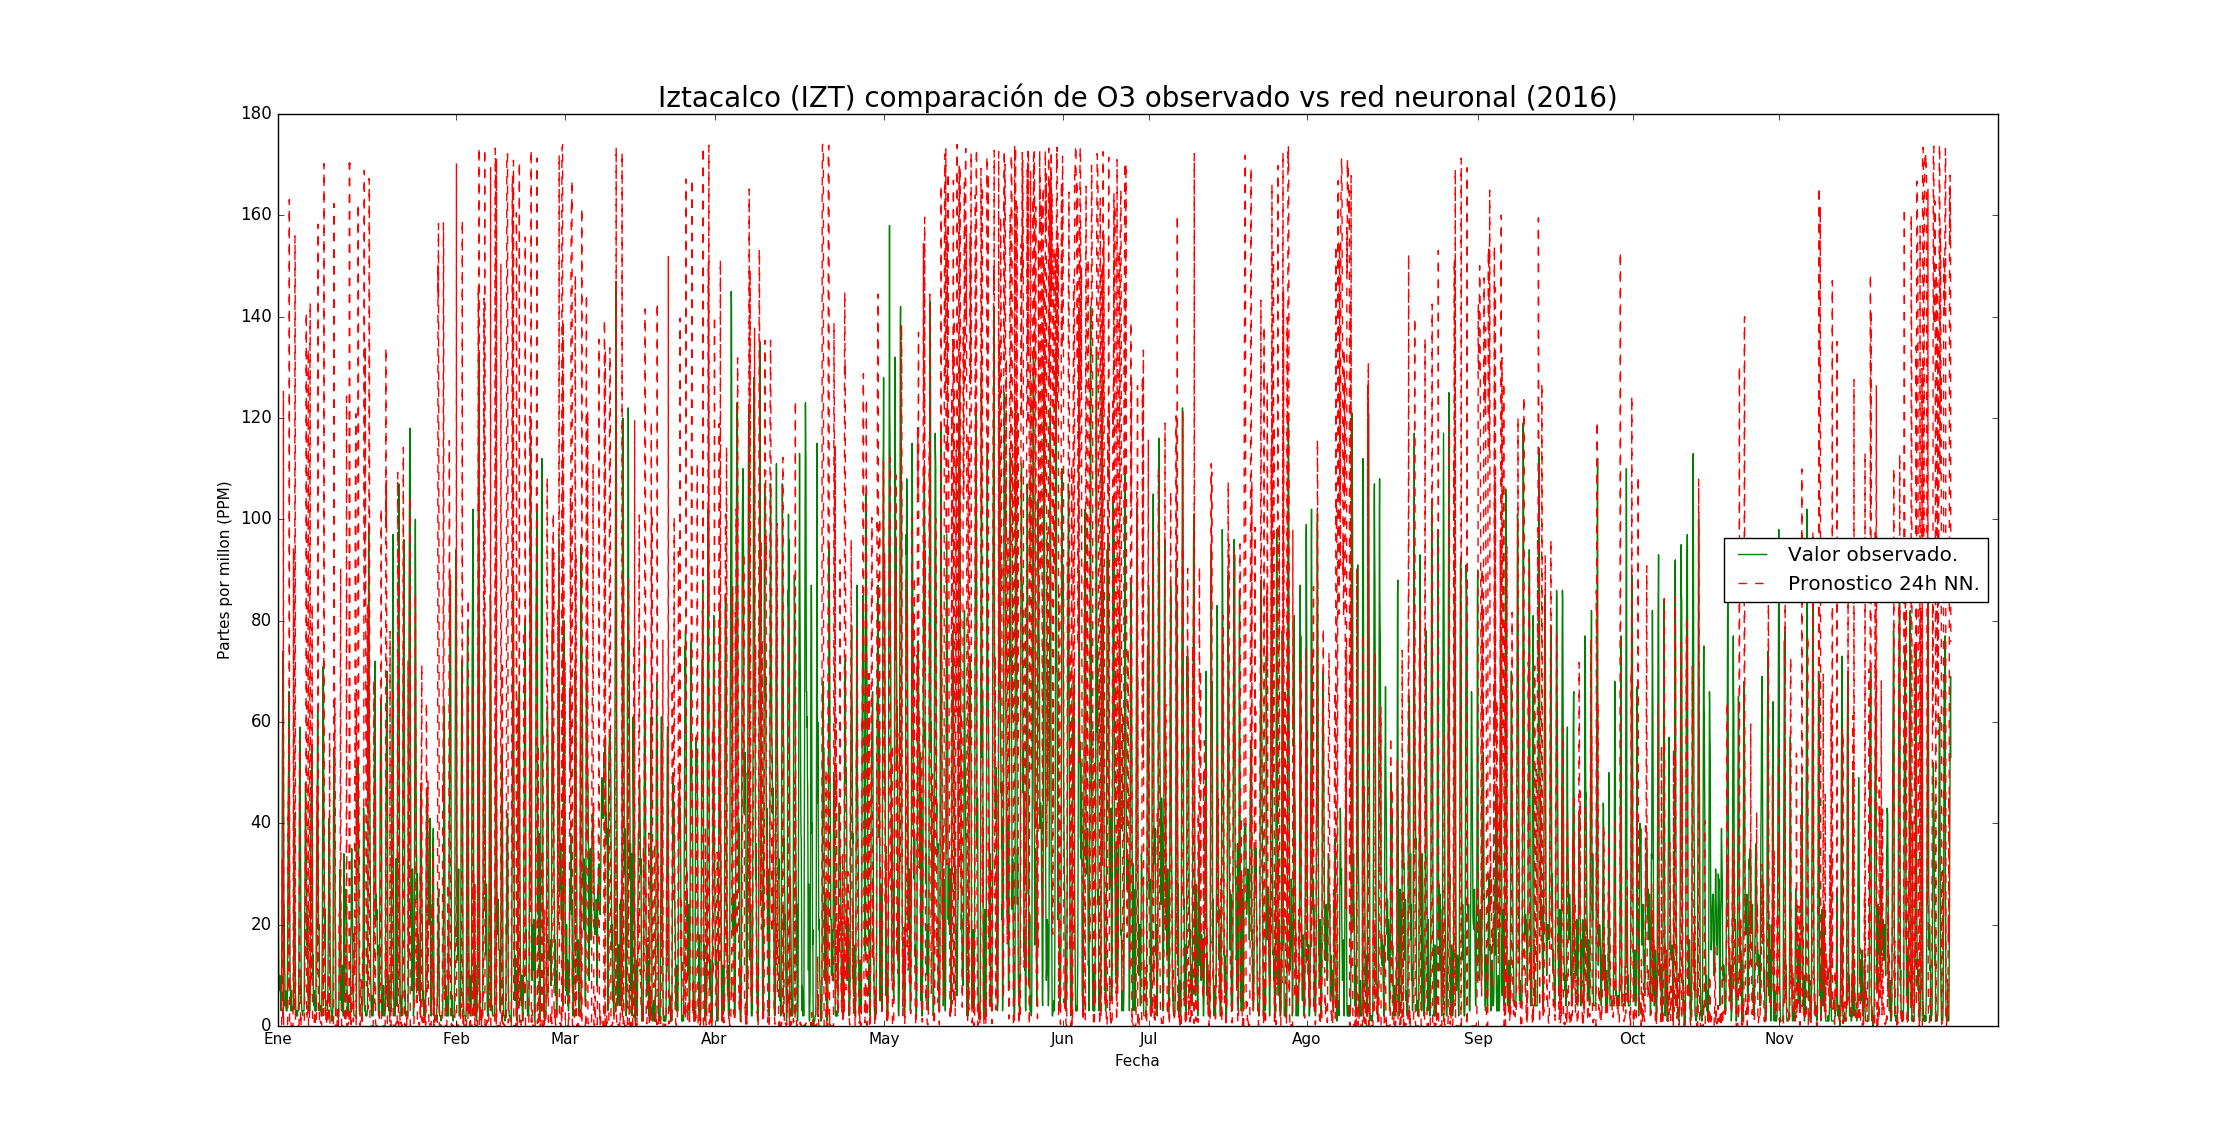 Iztacalco (IZT) comparación de O3 observado vs red neuronal (2016)
180
160
140
120
100
80
60
40
20
0
Partes por millon (PPM)
Valor observado.
Pronostico 24h NN.
Ene Feb Mar Abr May Jun Jul Ago Sep Oct Nov
Fecha